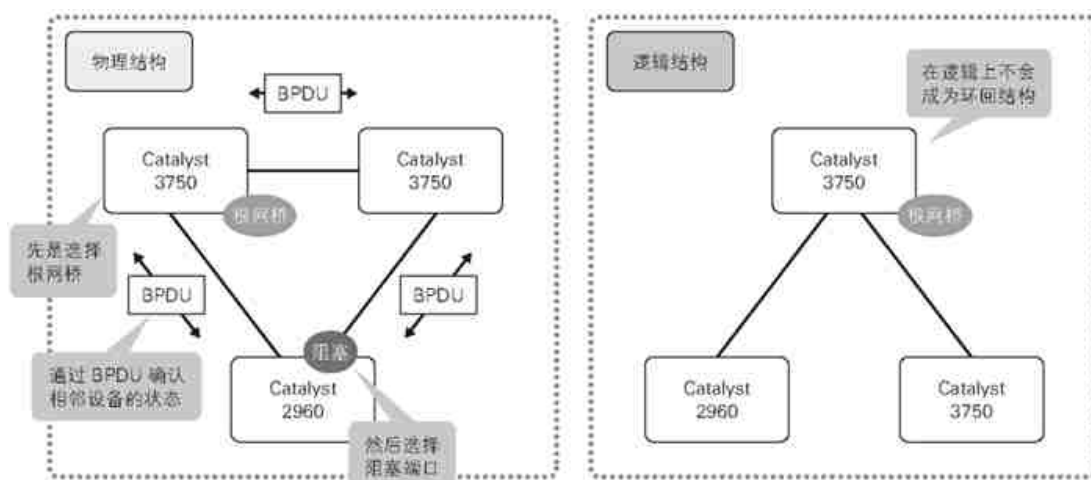 物理结构
BPDU
Catalyst
3750
Catalyst
3750
根网桥
先是选择
根网桥
BPDU
BPDU
通过 BPDU 确认
相邻设备的状态
阻塞
Catalyst
2960
然后选择
阻塞端口
逻辑结构
在逻辑上不会
成为环回结构
Catalyst
3750
根网桥
Catalyst
2960
Catalyst
3750